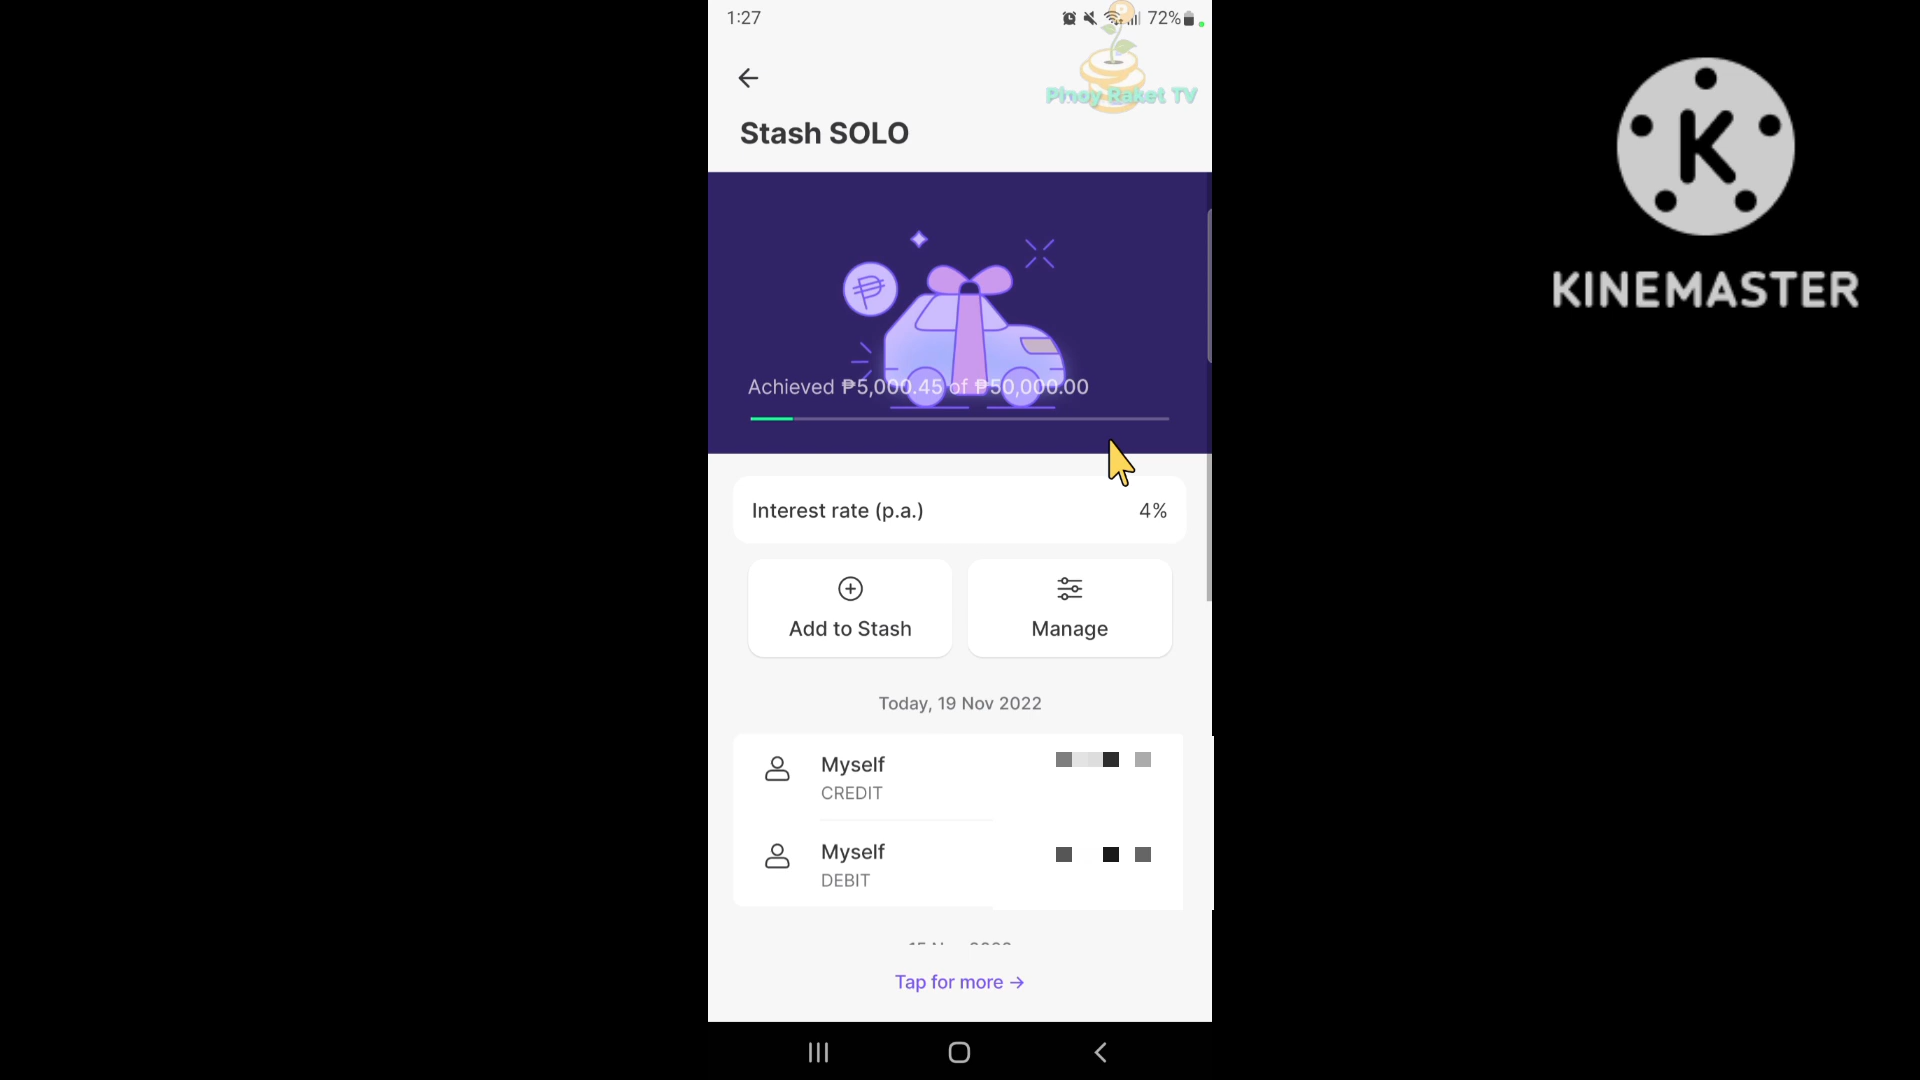 1:27
72%
Pinoy Raket TV
Stash SOLO
Achieved ₱5,000.45 of ₱50,000.00
Interest rate (p.a.)
4%
Add to Stash
Manage
Today, 19 Nov 2022
Myself
CREDIT
Myself
DEBIT
Tap for more →
K
KINEMASTER